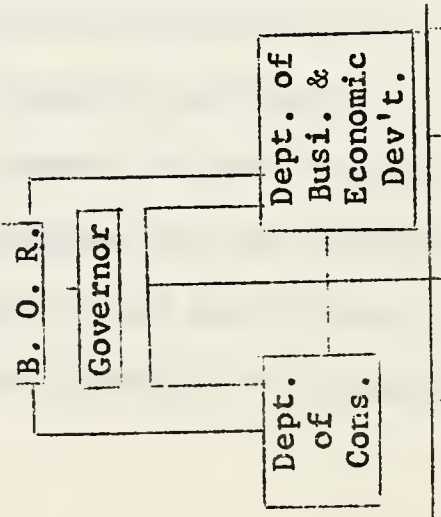 B. O. R.
Governor
Dept. of
Busi. &
Economic
Dev't.
Dept.
of
Cons.